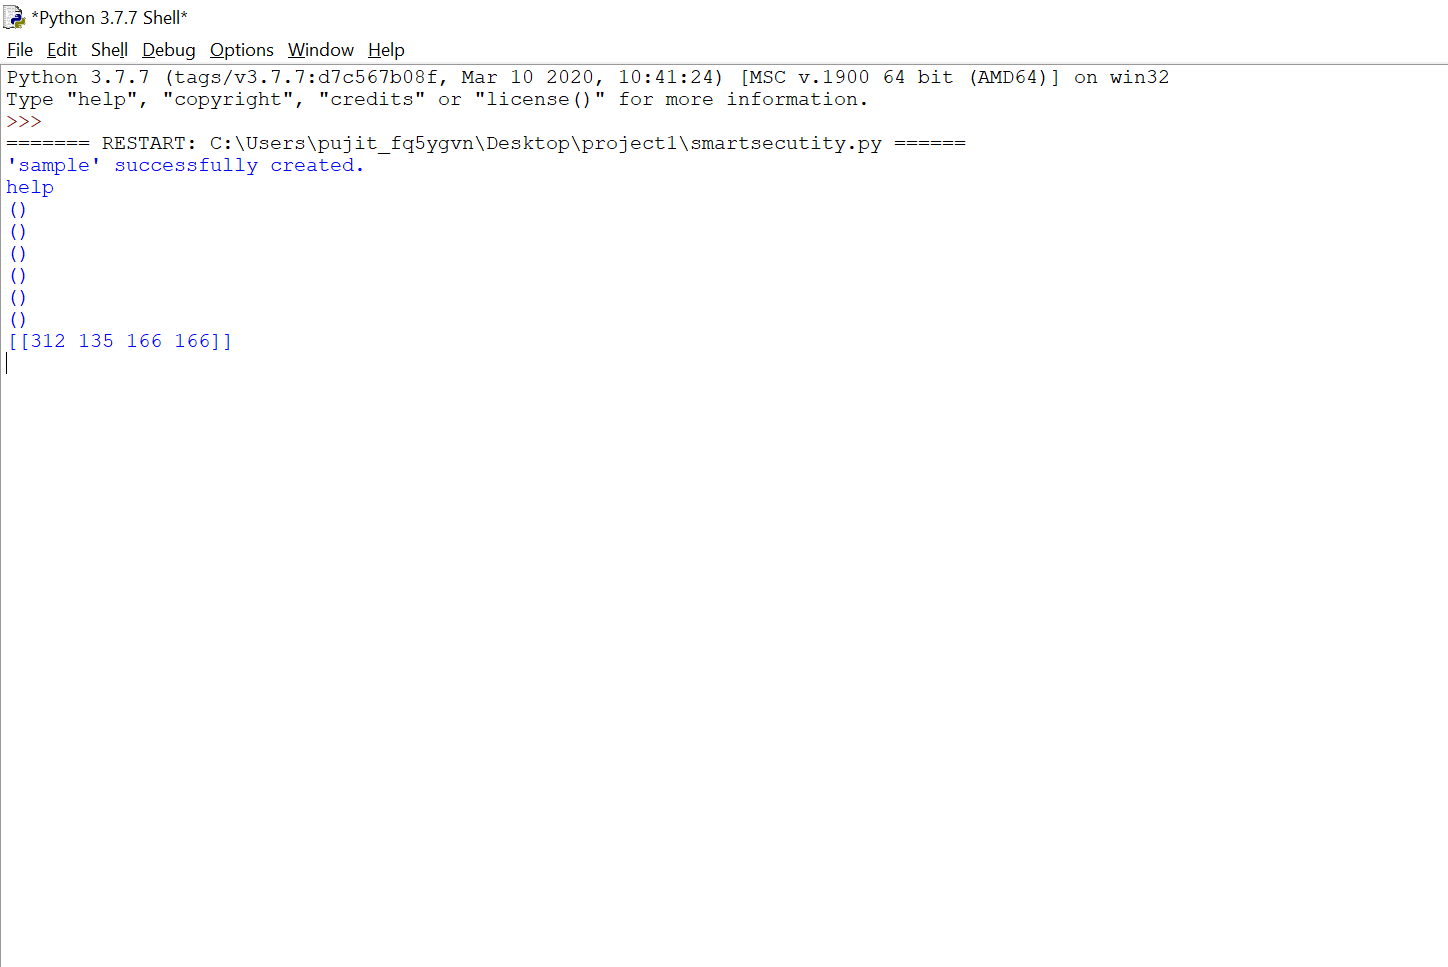 *Python 3.7.7 Shell*
File Edit Shell Debug Options Window Help
Python 3.7.7 (tags/v3.7.7:d7c567b08f, Mar 10 2020, 10:41:24) [MSC v.1900 64 bit (AMD64)] on win32
Type "help", "copyright", "credits" or "license()" for more information.
>>>
======= RESTART: C:\Users\pujit_fq5ygvn\Desktop\project1\smartsecutity.py ======
'sample' successfully created.
help
()
()
()
()
()
()
[[312 135 166 166]]